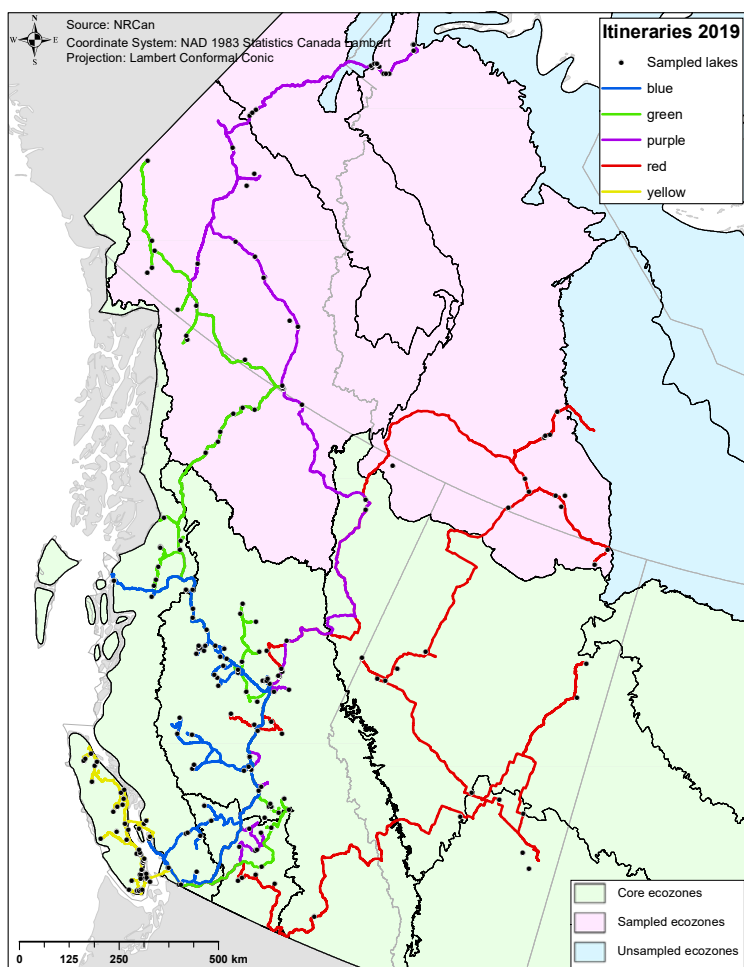 Source: NRCan
Coordinate System: NAD 1983 Statistics Canada Lambert
Projection: Lambert Conformal Conic
N
W
E
S
Itineraries 2019
Sampled lakes
blue
green
purple
red
yellow
Core ecozones
Sampled ecozones
Unsampled ecozones
0 125 250 500 km